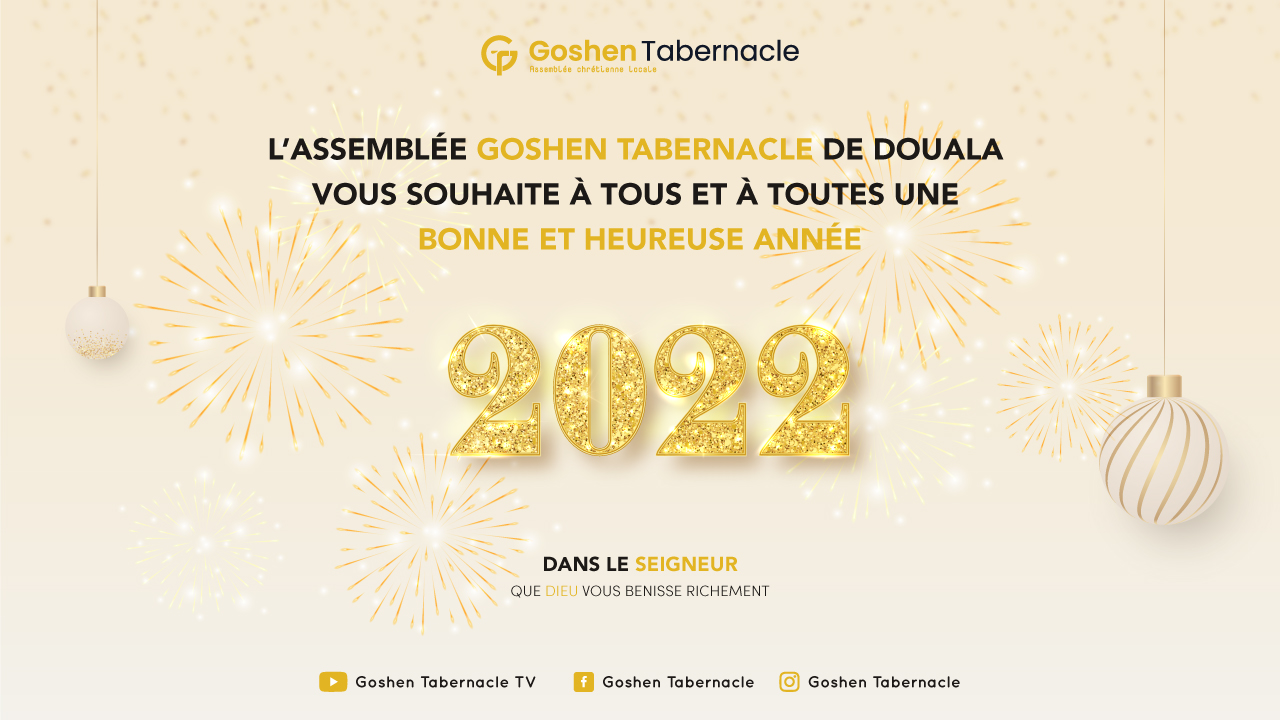 Goshen Tabernacle
Assemblée chrétienne Locale
L'ASSEMBLÉE GOSHEN TABERNACLE DE DOUALA
VOUS SOUHAITE À TOUS ET À TOUTES UNE
BONNE ET HEUREUSE ANNÉE
2022
DANS LE SEIGNEUR
QUE DIEU VOUS BENISSE RICHEMENT
Goshen Tabernacle TV Goshen Tabernacle Goshen Tabernacle